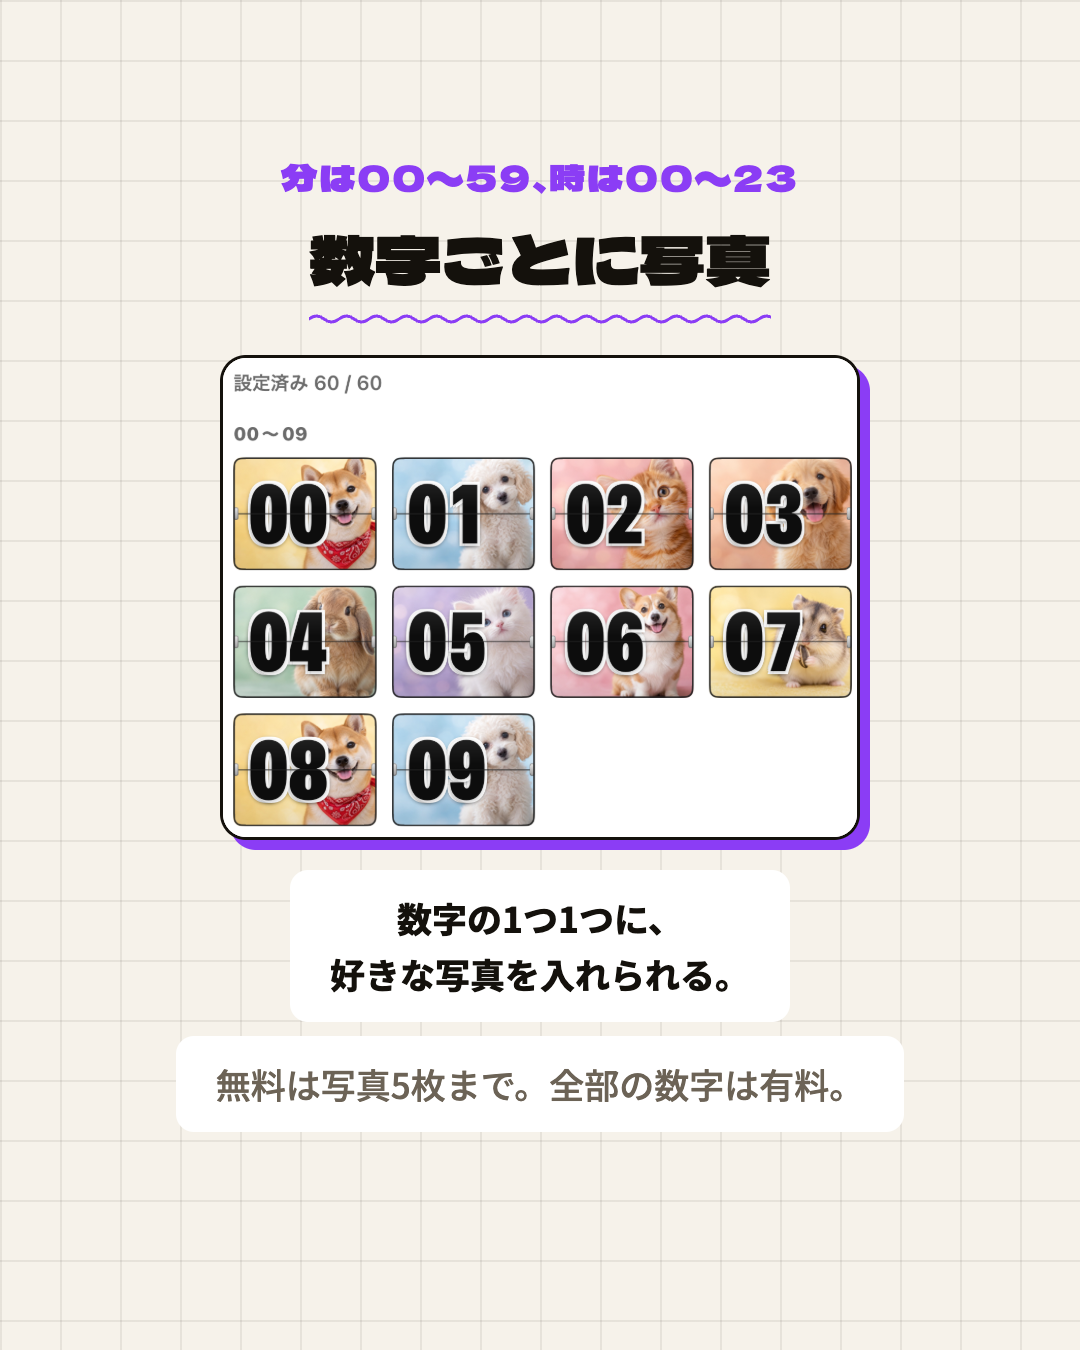 分は00〜59、時は00〜23
数字ごとに写真
設定済み 60 / 60
00〜09
00 01 02 03
04 05 06 07
08 09
数字の1つ1つに、
好きな写真を入れられる。
無料は写真5枚まで。全部の数字は有料。